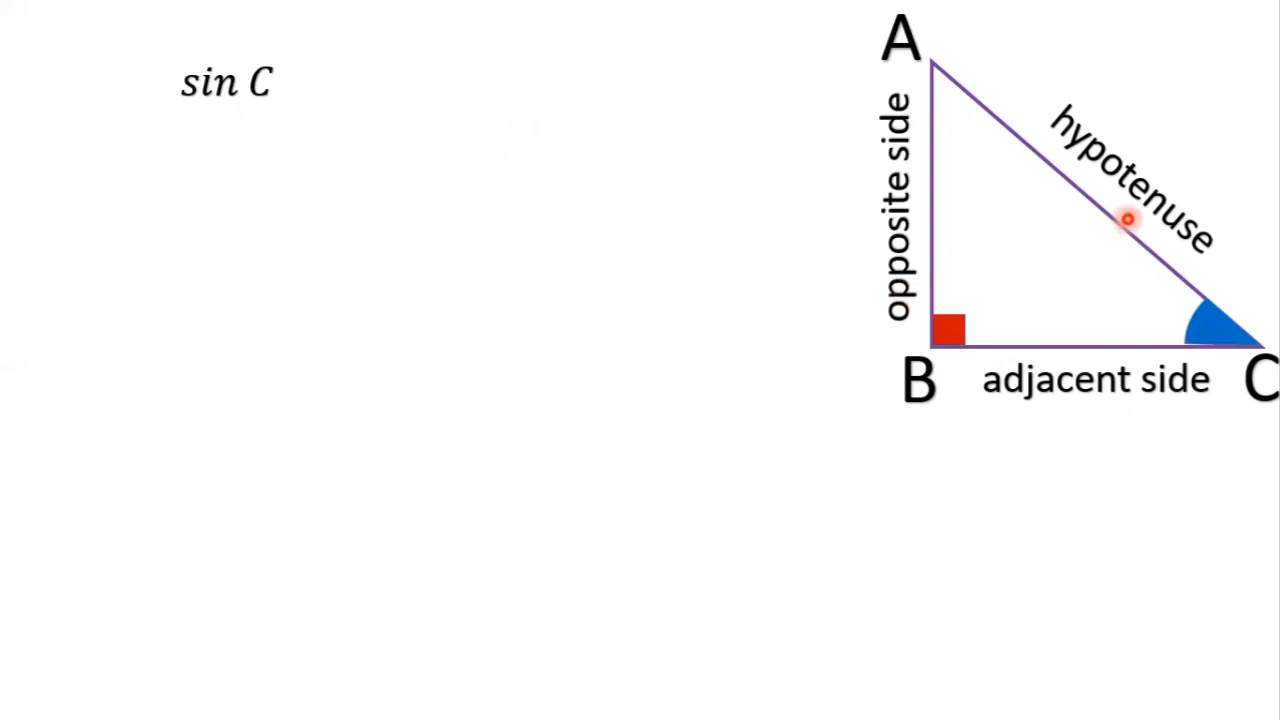 sin C
A
opposite side
hypotenuse
B
adjacent side
C